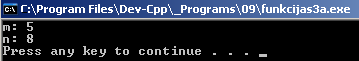 C:\Program Files\Dev-Cpp\_Programs\09\funkcijas3a.exe
m: 5
n: 8
Press any key to continue . . . _